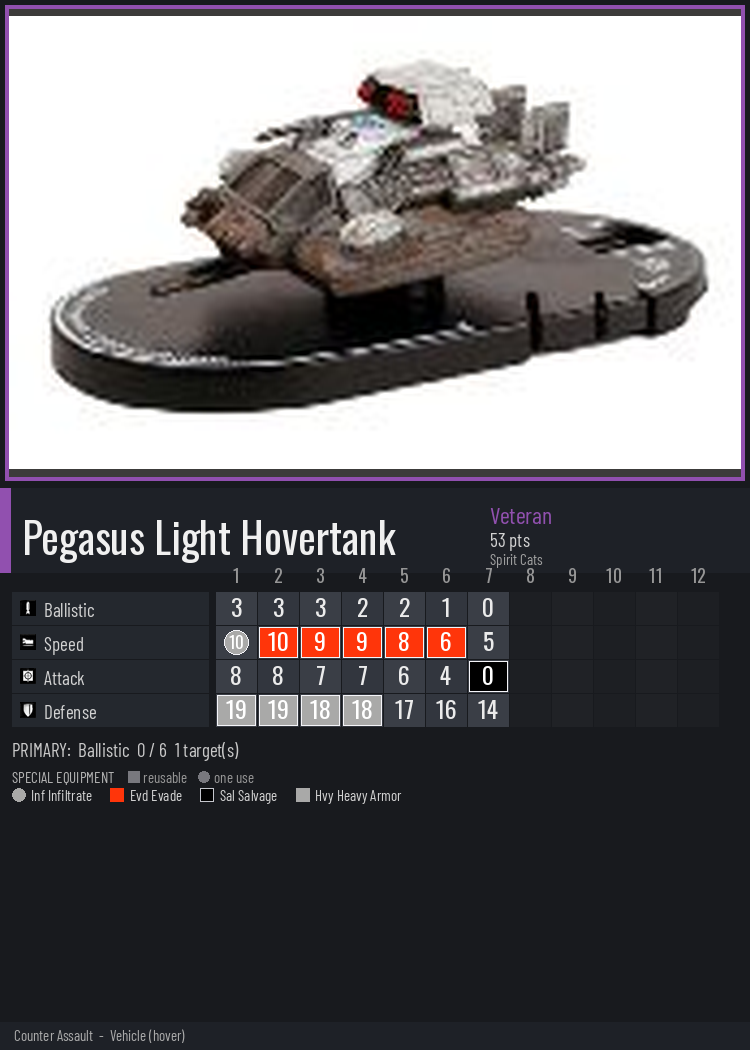 Pegasus Light Hovertank
Veteran
53 pts
Spirit Cats
1 2 3 4 5 6 7 8 9 10 11 12
Ballistic 3 3 3 2 2 1 0
Speed 10 10 9 9 8 6 5
Attack 8 8 7 7 6 4 0
Defense 19 19 18 18 17 16 14
PRIMARY: Ballistic 0 / 6 1 target(s)
SPECIAL EQUIPMENT reusable one use
Inf Infiltrate Evd Evade Sal Salvage Hvy Heavy Armor
Counter Assault - Vehicle (hover)